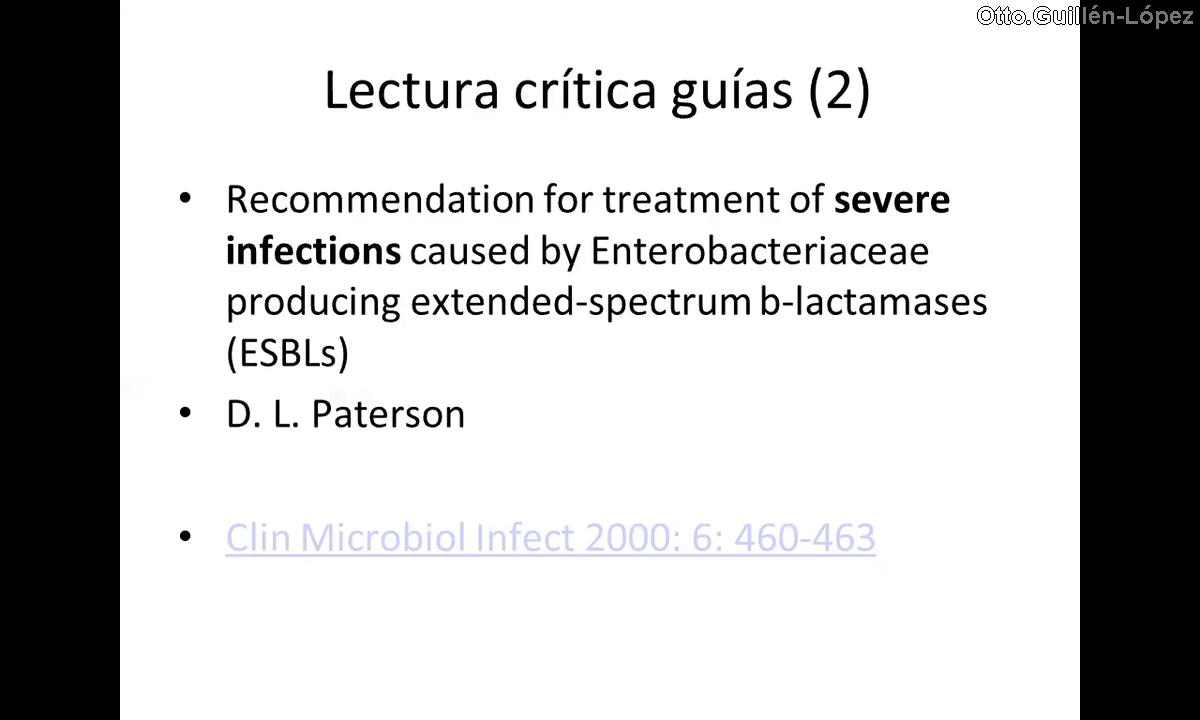 Otto.Guillén-López
Lectura crítica guías (2)
• Recommendation for treatment of severe
infections caused by Enterobacteriaceae
producing extended-spectrum b-lactamases
(ESBLs)
• D. L. Paterson
• Clin Microbiol Infect 2000: 6: 460-463